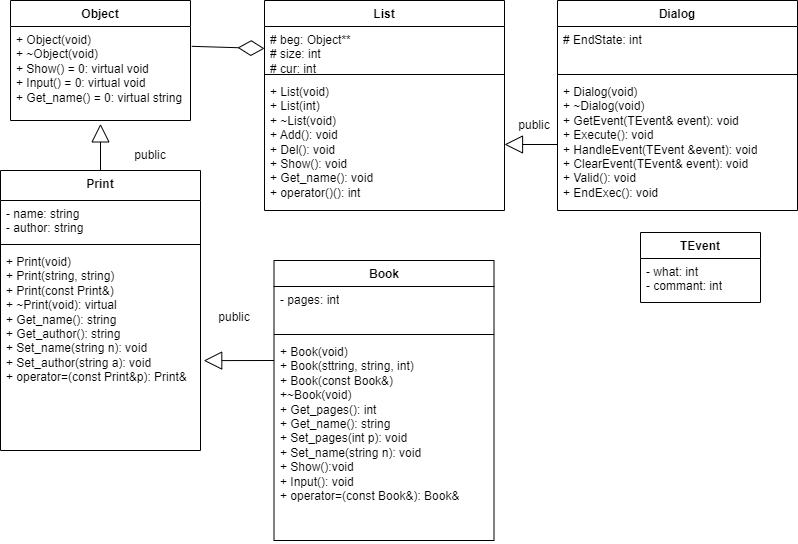 Object
+ Object(void)
+ ~Object(void)
+ Show() = 0: virtual void
+ Input() = 0: virtual void
+ Get_name() = 0: virtual string
List
# beg: Object**
# size: int
# cur: int
+ List(void)
+ List(int)
+ ~List(void)
+ Add(): void
+ Del(): void
+ Show(): void
+ Get_name(): void
+ operator()(): int
Dialog
# EndState: int
+ Dialog(void)
+ ~Dialog(void)
+ GetEvent(TEvent& event): void
+ Execute(): void
+ HandleEvent(TEvent &event): void
+ ClearEvent(TEvent& event): void
+ Valid(): void
+ EndExec(): void
public
public
Print
- name: string
- author: string
+ Print(void)
+ Print(string, string)
+ Print(const Print&)
+ ~Print(void): virtual
+ Get_name(): string
+ Get_author(): string
+ Set_name(string n): void
+ Set_author(string a): void
+ operator=(const Print&p): Print&
public
Book
- pages: int
+ Book(void)
+ Book(sttring, string, int)
+ Book(const Book&)
+~Book(void)
+ Get_pages(): int
+ Get_name(): string
+ Set_pages(int p): void
+ Set_name(string n): void
+ Show():void
+ Input(): void
+ operator=(const Book&): Book&
TEvent
- what: int
- commant: int